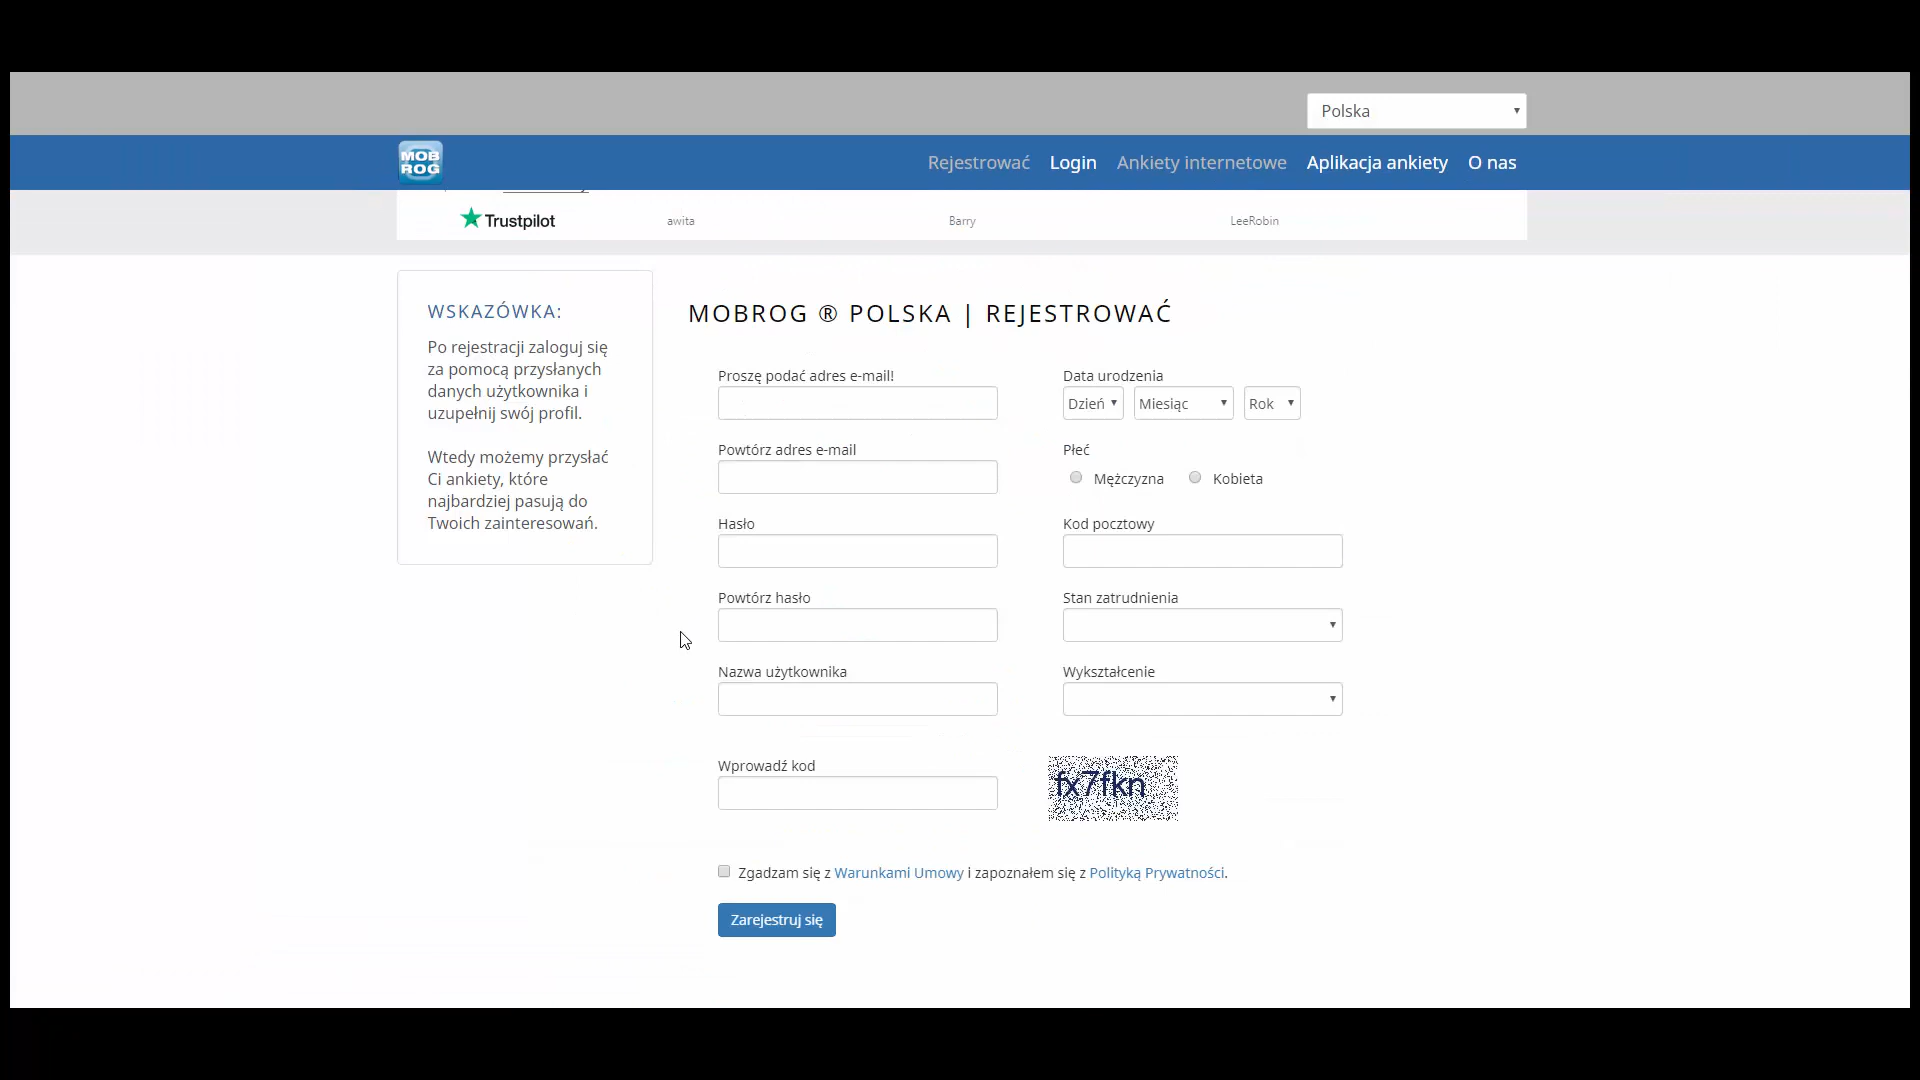 Polska
MOB
ROG
Rejestrować Login Ankiety internetowe Aplikacja ankiety O nas
Trustpilot awita Barry LeeRobin
WSKAZÓWKA:
Po rejestracji zaloguj się
za pomocą przysłanych
danych użytkownika i
uzupełnij swój profil.
Wtedy możemy przysłać
Ci ankiety, które
najbardziej pasują do
Twoich zainteresowań.
MOBROG ® POLSKA | REJESTROWAĆ
Proszę podać adres e-mail! Data urodzenia
Dzień Miesiąc Rok
Powtórz adres e-mail Płeć
Mężczyzna Kobieta
Hasło Kod pocztowy
Powtórz hasło Stan zatrudnienia
Nazwa użytkownika Wykształcenie
Wprowadź kod
fx7fkn
Zgadzam się z Warunkami Umowy i zapoznałem się z Polityką Prywatności.
Zarejestruj się